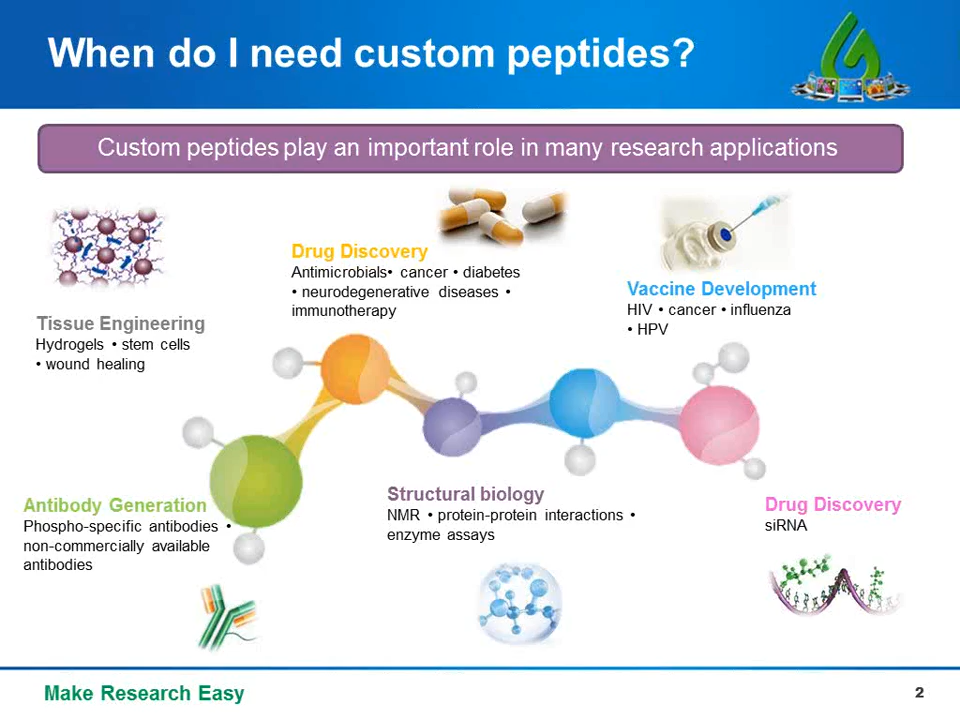 When do I need custom peptides?
Custom peptides play an important role in many research applications
Tissue Engineering
Hydrogels • stem cells
• wound healing
Drug Discovery
Antimicrobials• cancer • diabetes
• neurodegenerative diseases •
immunotherapy
Vaccine Development
HIV • cancer • influenza
• HPV
Antibody Generation
Phospho-specific antibodies •
non-commercially available
antibodies
Structural biology
NMR • protein-protein interactions •
enzyme assays
Drug Discovery
siRNA
Make Research Easy
2